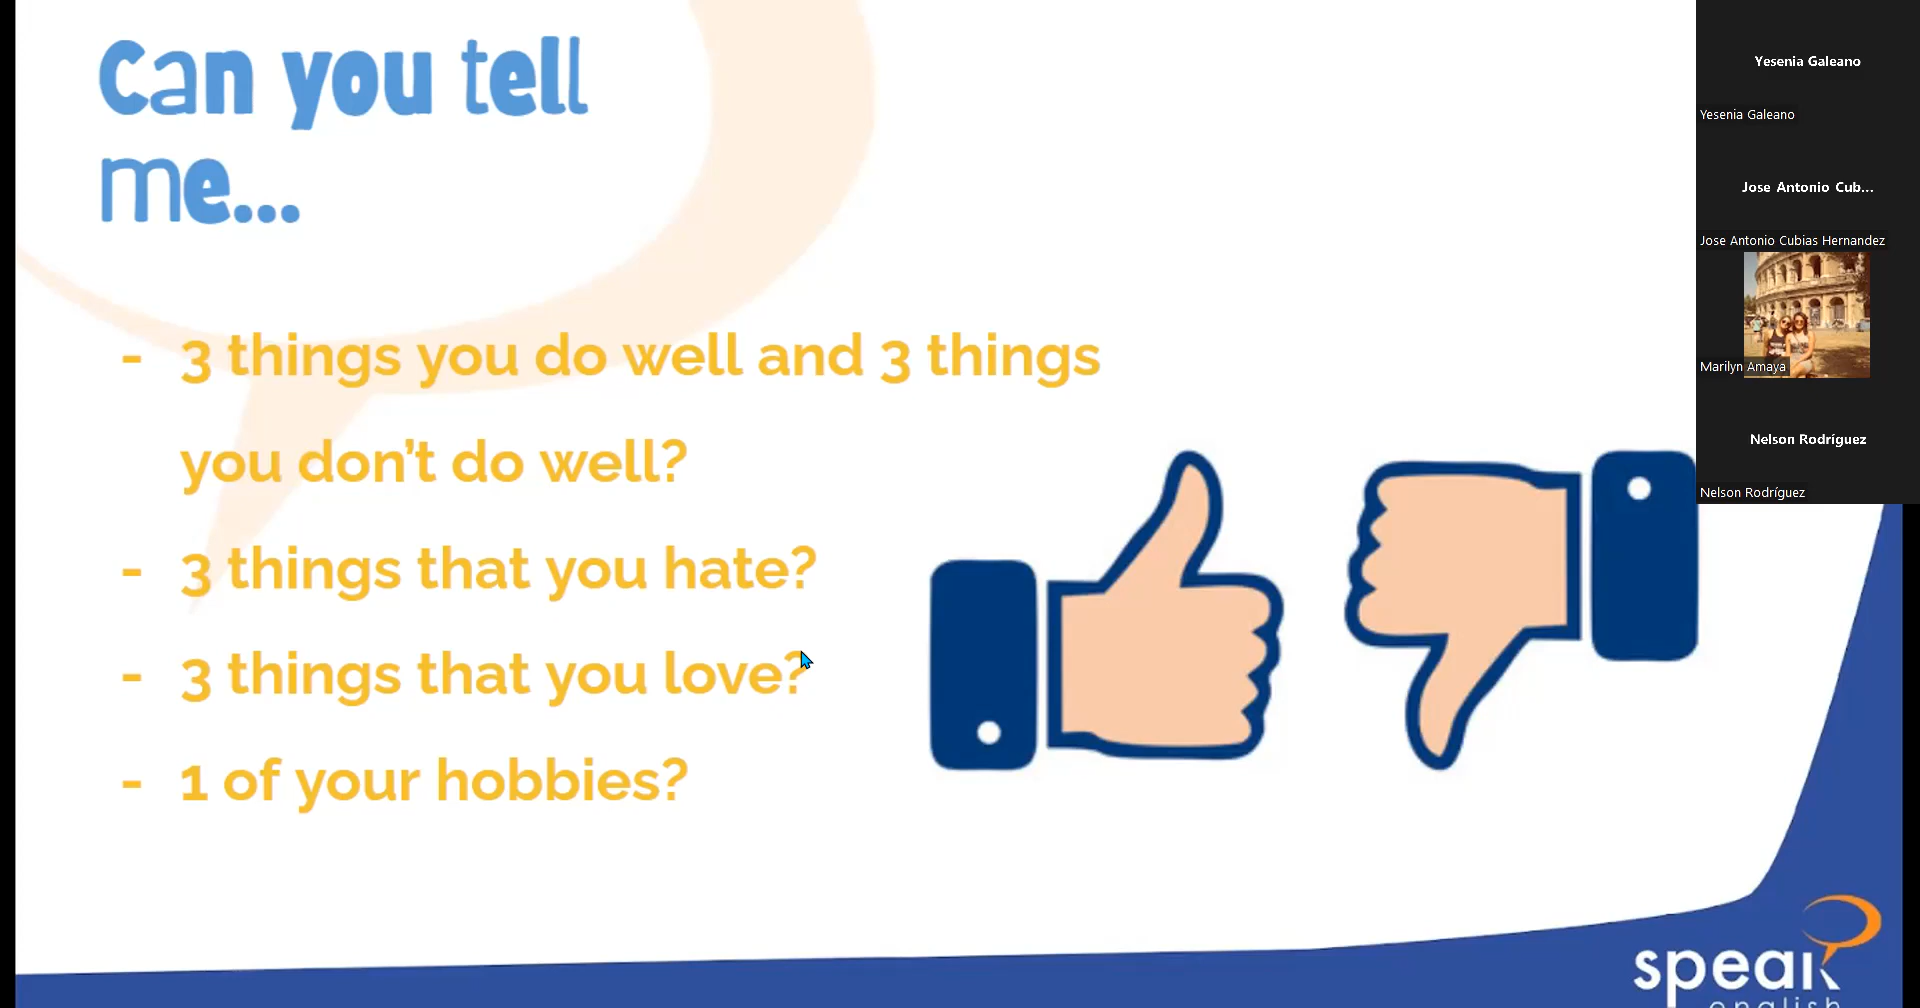 Can you tell
me...
- 3 things you do well and 3 things
you don't do well?
- 3 things that you hate?
- 3 things that you love?
- 1 of your hobbies?
Yesenia Galeano
Yesenia Galeano
Jose Antonio Cub...
Jose Antonio Cubias Hernandez
Marilyn Amaya
Nelson Rodríguez
Nelson Rodríguez
speak
english